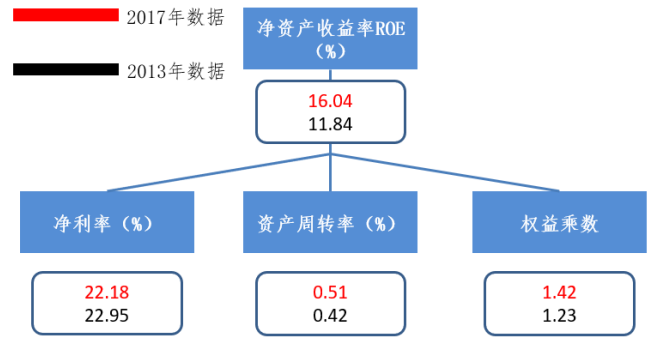 2017年数据
2013年数据
净资产收益率ROE
（%）
16.04
11.84
净利率（%）
资产周转率（%）
权益乘数
22.18
22.95
0.51
0.42
1.42
1.23